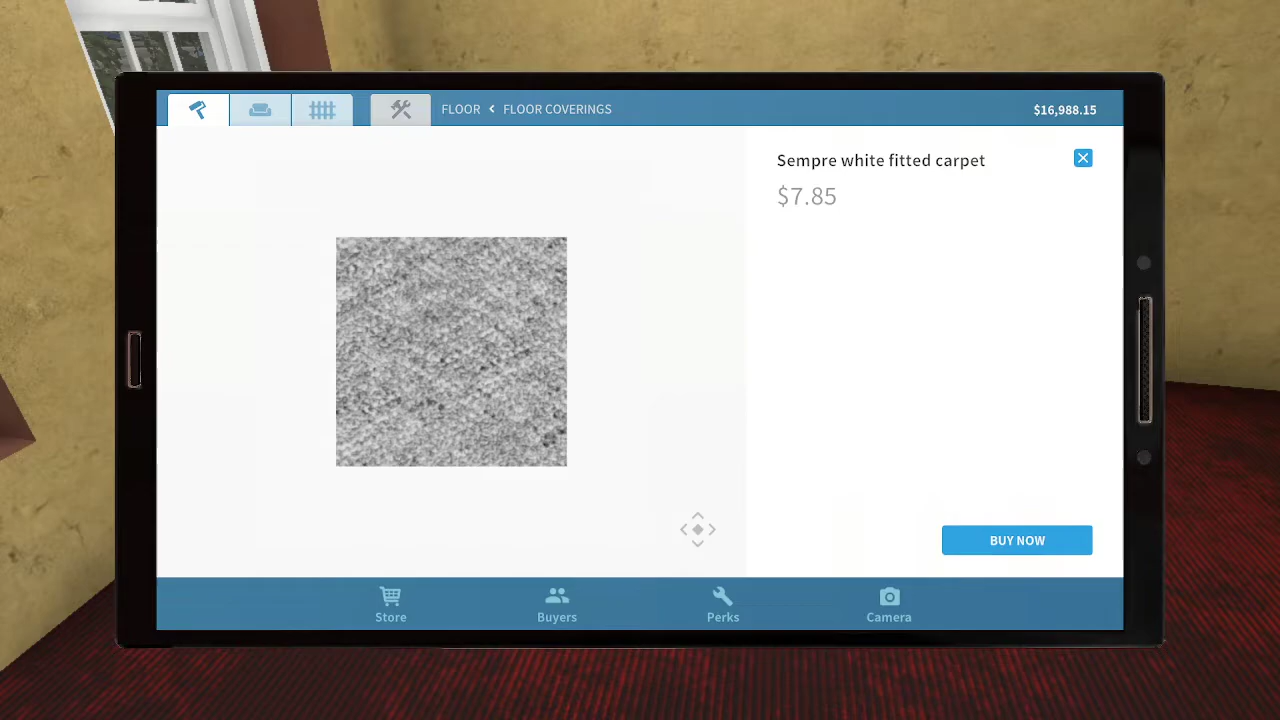 FLOOR < FLOOR COVERINGS
$16,988.15
Sempre white fitted carpet
$7.85
BUY NOW
Store
Buyers
Perks
Camera